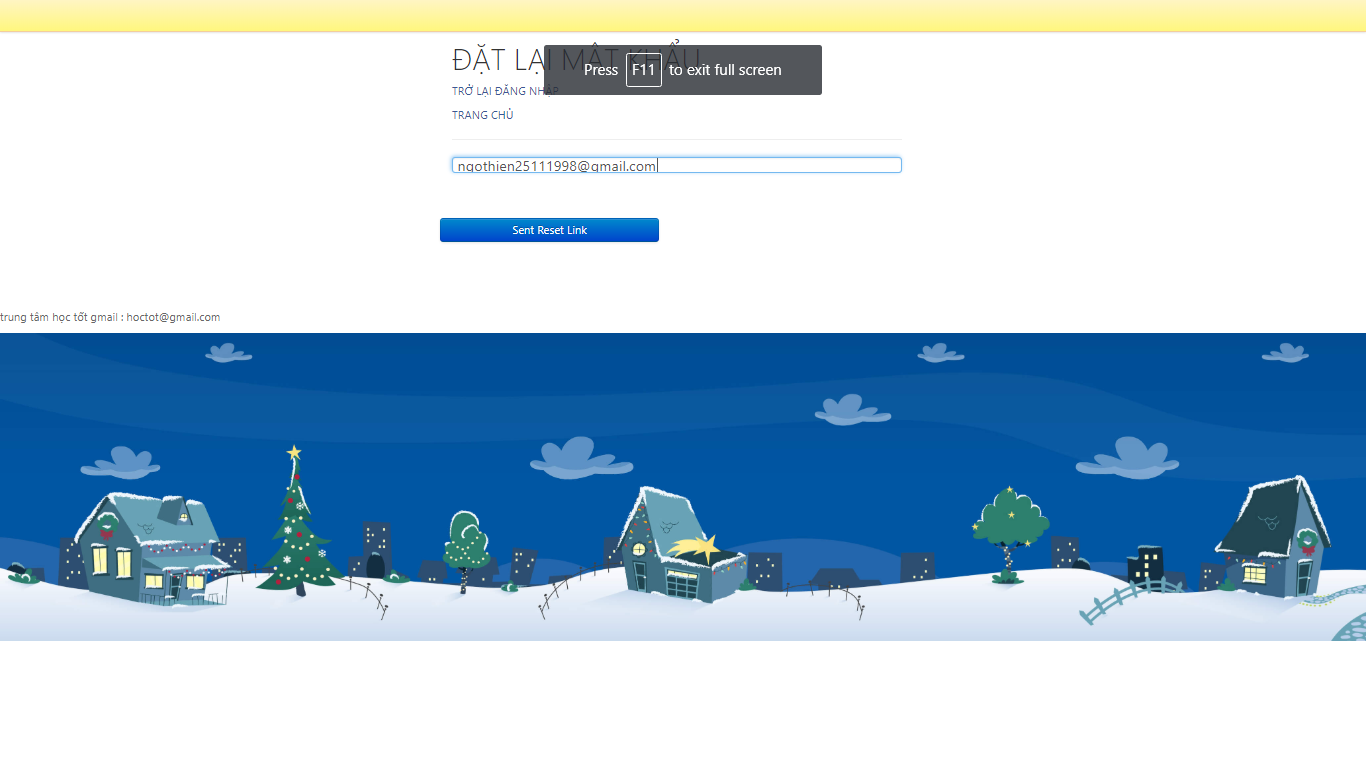 ĐẶT LẠI MẬT KHẨU
Press F11 to exit full screen
TRỞ LẠI ĐĂNG NHẬP
TRANG CHỦ
ngothien25111998@gmail.com
Sent Reset Link
trung tâm học tốt gmail : hoctot@gmail.com